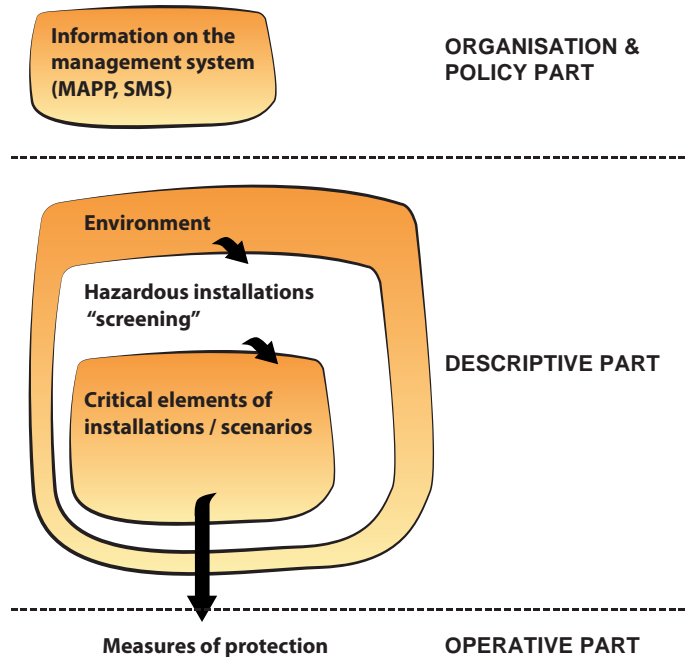 Information on the
management system
(MAPP, SMS)
ORGANISATION &
POLICY PART
Environment
Hazardous installations
“screening”
Critical elements of
installations / scenarios
DESCRIPTIVE PART
Measures of protection
OPERATIVE PART